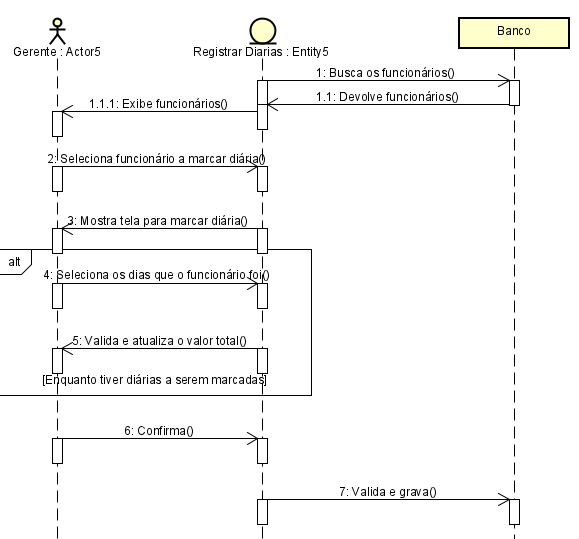 Gerente : Actor5
Registrar Diarias : Entity5
Banco
1: Busca os funcionários()
1.1: Devolve funcionários()
1.1.1: Exibe funcionários()
2: Seleciona funcionário a marcar diária()
3: Mostra tela para marcar diária()
alt
4: Seleciona os dias que o funcionário foi()
5: Valida e atualiza o valor total()
[Enquanto tiver diárias a serem marcadas]
6: Confirma()
7: Valida e grava()